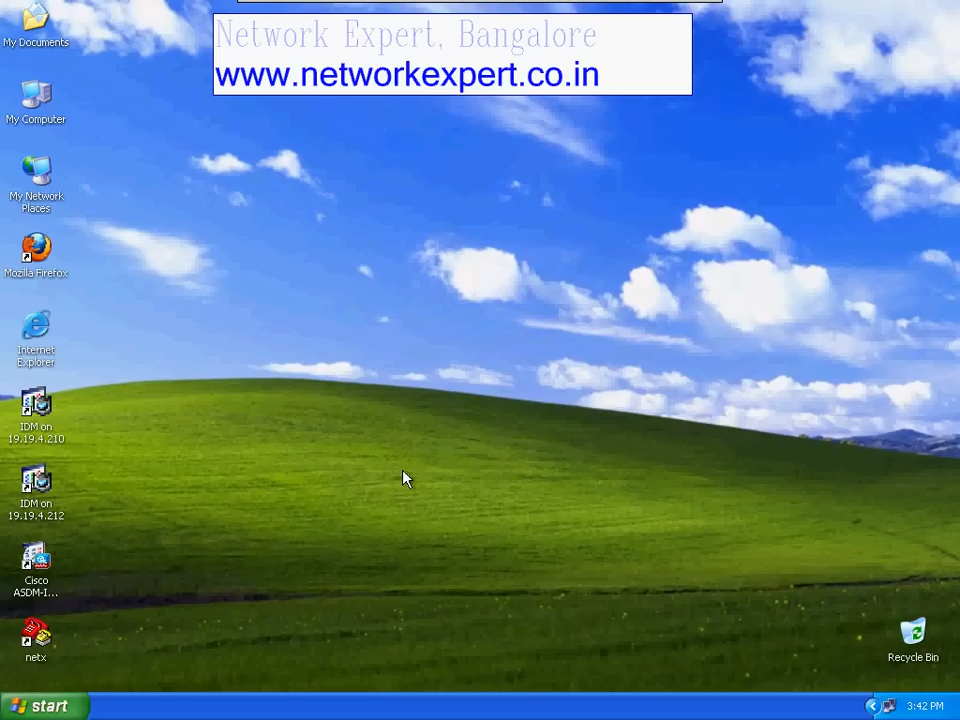 Network Expert, Bangalore
www.networkexpert.co.in
My Documents
My Computer
My Network
Places
Mozilla Firefox
Internet
Explorer
IDM on
19.19.4.210
IDM on
19.19.4.212
Cisco
ASDM-I...
netx
Recycle Bin
start
3:42 PM